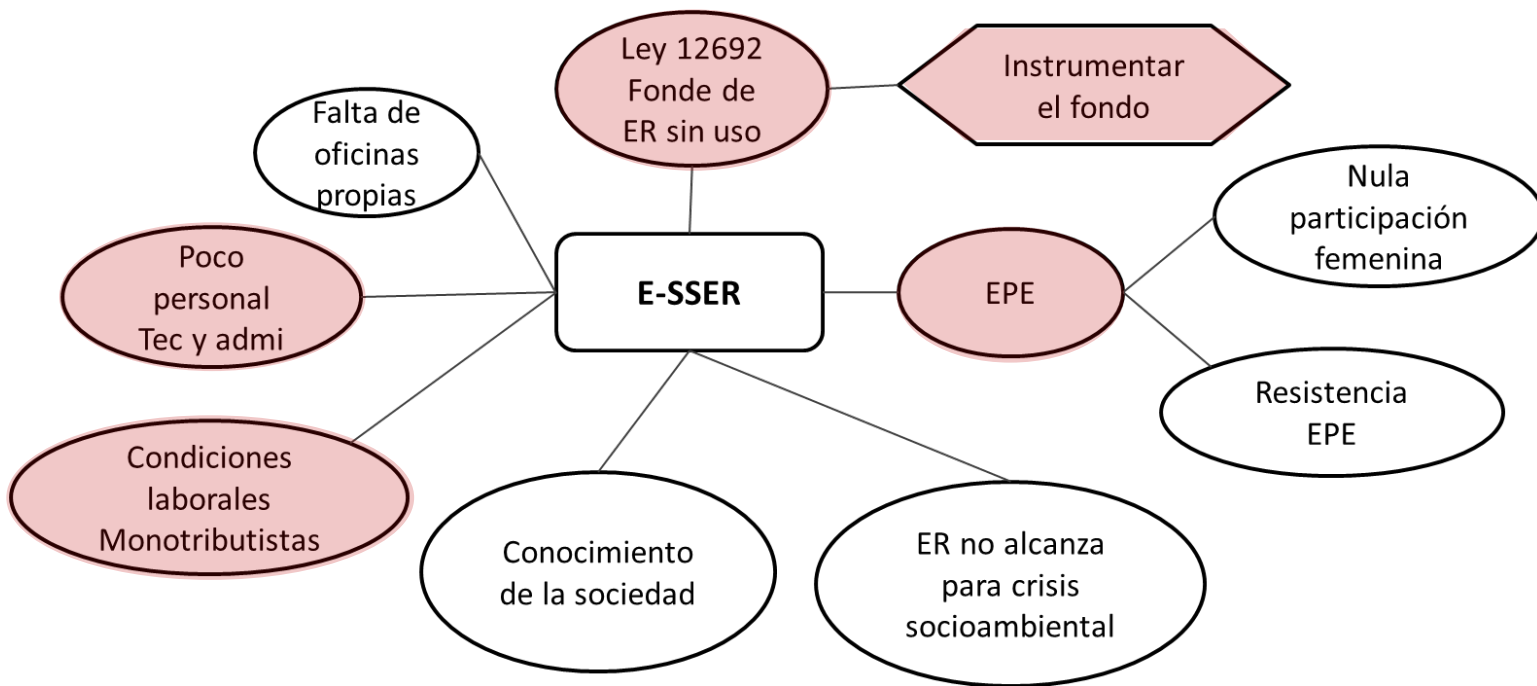 Ley 12692
Fonde de
ER sin uso
Instrumentar
el fondo
Falta de
oficinas
propias
Nula
participación
femenina
Poco
personal
Tec y admi
E-SSER
EPE
Resistencia
EPE
Condiciones
laborales
Monotributistas
Conocimiento
de la sociedad
ER no alcanza
para crisis
socioambiental